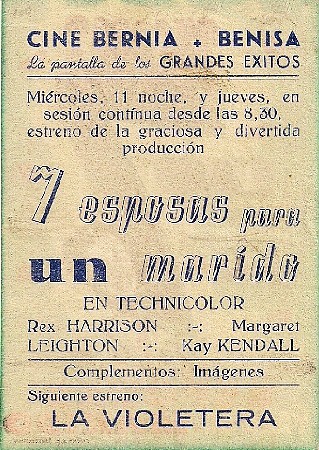 CINE BERNIA + BENISA
La pantalla de los GRANDES EXITOS
Miércoles, 11 noche, y jueves, en
sesión contínua desde las 8,30,
estreno de la graciosa y divertida
producción
7 esposas para
un marido
EN TECHNICOLOR
Rex HARRISON :-: Margaret
LEIGHTON :-: Kay KENDALL
Complementos: Imágenes
Siguiente estreno:
LA VIOLETERA